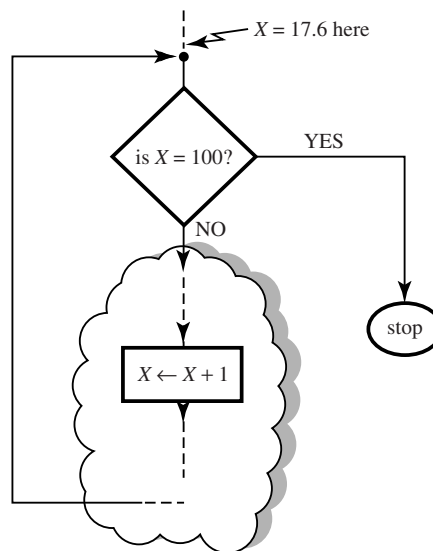 X = 17.6 here
is X = 100?
YES
NO
stop
X ← X + 1